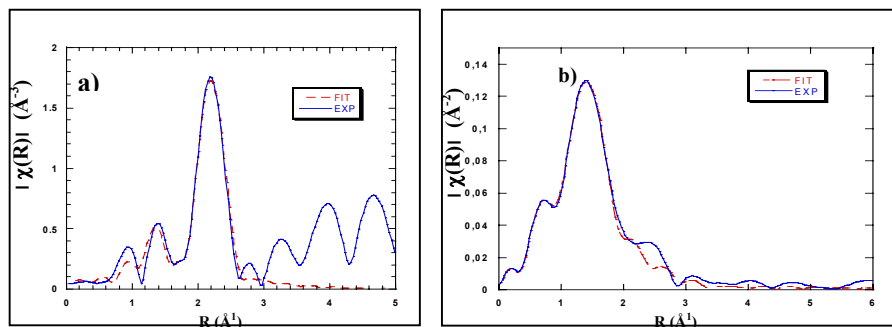 a)
FIT
EXP
| χ(R)| (Å-3)
2
1.5
1
0.5
0
0 1 2 3 4 5
R (Å1)
b)
FIT
EXP
| χ(R)| (Å-2)
0,14
0,12
0,1
0,08
0,06
0,04
0,02
0
0 1 2 3 4 5 6
R (Å1)